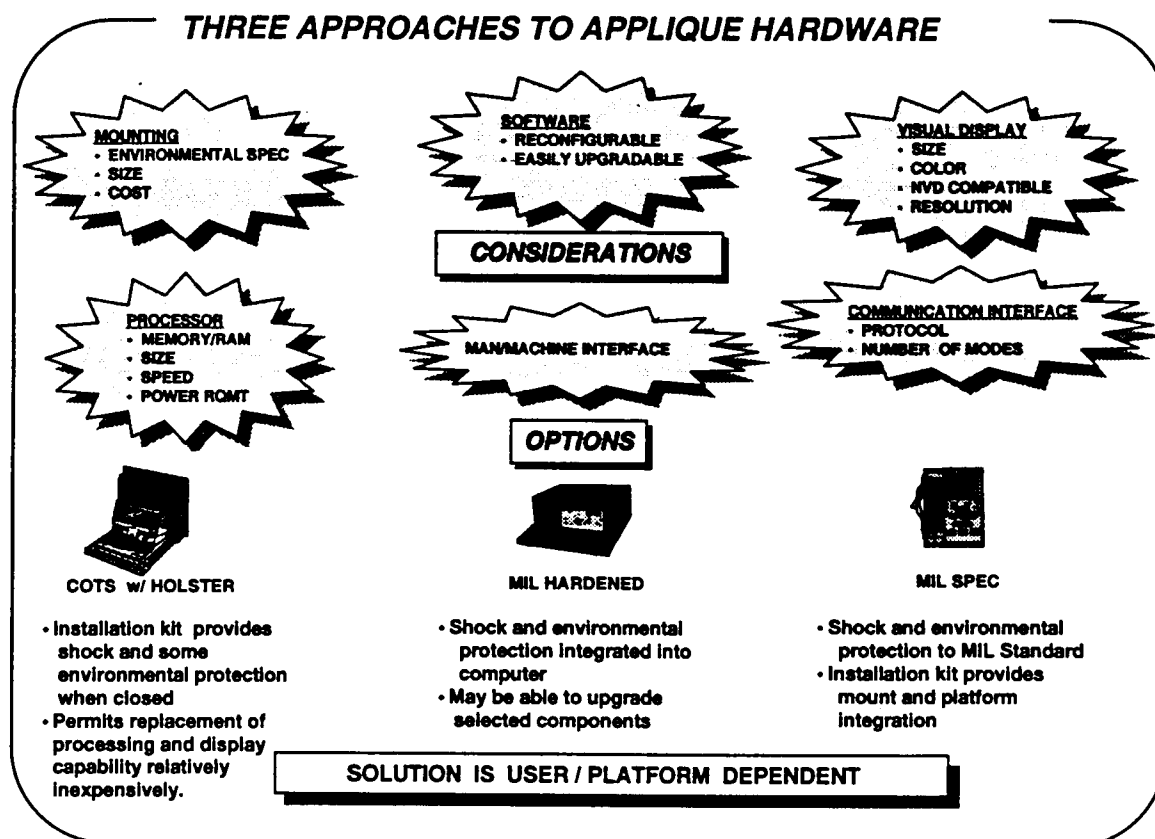 THREE APPROACHES TO APPLIQUE HARDWARE
MOUNTING
• ENVIRONMENTAL SPEC
• SIZE
• COST
SOFTWARE
• RECONFIGURABLE
• EASILY UPGRADABLE
VISUAL DISPLAY
• SIZE
• COLOR
• NVD COMPATIBLE
• RESOLUTION
CONSIDERATIONS
PROCESSOR
• MEMORY/RAM
• SIZE
• SPEED
• POWER RQMT
MAN/MACHINE INTERFACE
COMMUNICATION INTERFACE
• PROTOCOL
• NUMBER OF MODES
OPTIONS
COTS w/ HOLSTER
• Installation kit provides
shock and some
environmental protection
when closed
• Permits replacement of
processing and display
capability relatively
inexpensively.
MIL HARDENED
• Shock and environmental
protection integrated into
computer
• May be able to upgrade
selected components
MIL SPEC
• Shock and environmental
protection to MIL Standard
• Installation kit provides
mount and platform
integration
SOLUTION IS USER / PLATFORM DEPENDENT